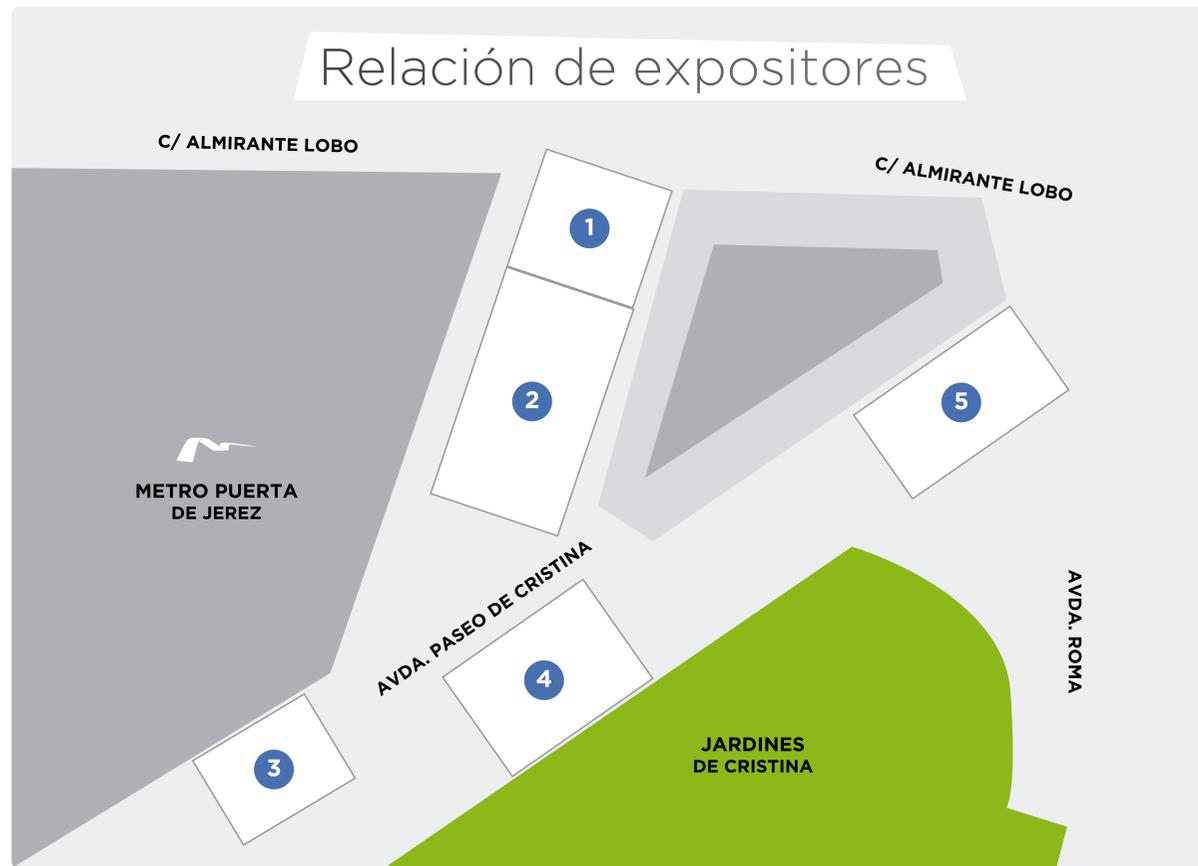 Relación de expositores
C/ ALMIRANTE LOBO
C/ ALMIRANTE LOBO
1
2
5
METRO PUERTA
DE JEREZ
AVDA. PASEO DE CRISTINA
AVDA. ROMA
4
3
JARDINES
DE CRISTINA